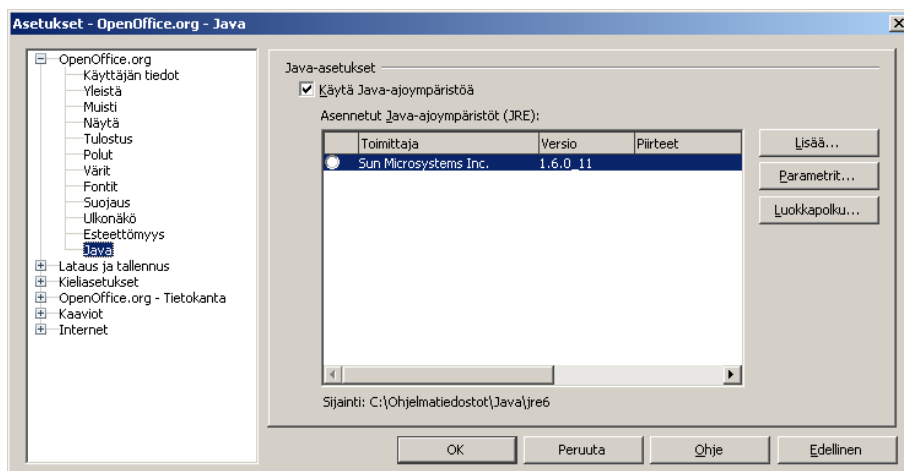 Asetukset - OpenOffice.org - Java
OpenOffice.org
Käyttäjän tiedot
Yleistä
Muisti
Näytä
Tulostus
Polut
Värit
Fontit
Suojaus
Ulkonäkö
Esteettömyys
Java
Lataus ja tallennus
Kieliasetukset
OpenOffice.org - Tietokanta
Kaaviot
Internet
Java-asetukset
Käytä Java-ajoympäristöä
Asennetut Java-ajoympäristöt (JRE):
Toimittaja Versio Piirteet
Sun Microsystems Inc. 1.6.0_11
Lisää...
Parametrit...
Luokkapolku...
Sijainti: C:\Ohjelmatiedostot\Java\jre6
OK Peruuta Ohje Edellinen